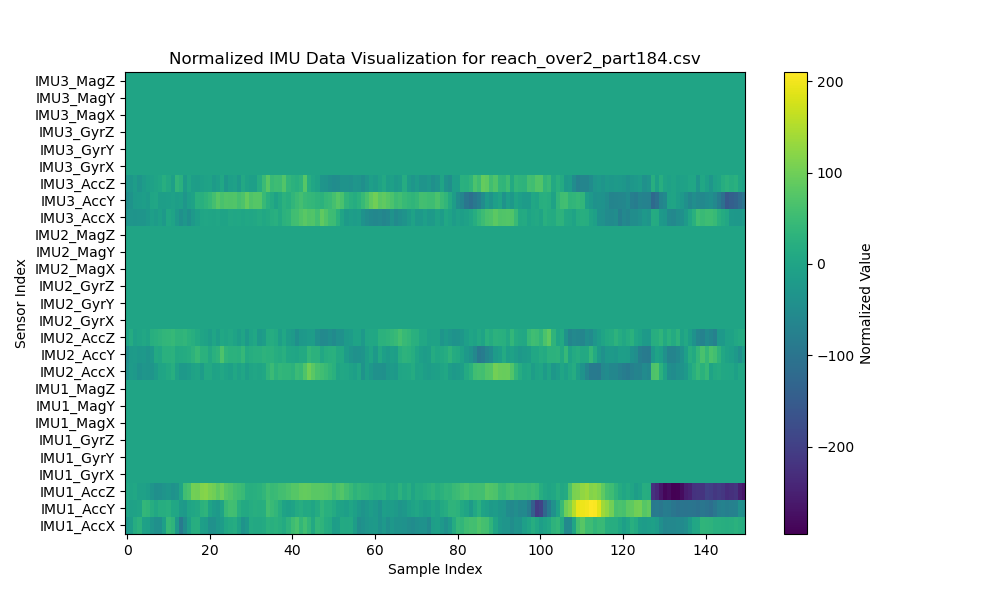 Normalized IMU Data Visualization for reach_over2_part184.csv
IMU3_MagZ
IMU3_MagY
IMU3_MagX
IMU3_GyrZ
IMU3_GyrY
IMU3_GyrX
IMU3_AccZ
IMU3_AccY
IMU3_AccX
IMU2_MagZ
IMU2_MagY
IMU2_MagX
IMU2_GyrZ
IMU2_GyrY
IMU2_GyrX
IMU2_AccZ
IMU2_AccY
IMU2_AccX
IMU1_MagZ
IMU1_MagY
IMU1_MagX
IMU1_GyrZ
IMU1_GyrY
IMU1_GyrX
IMU1_AccZ
IMU1_AccY
IMU1_AccX
Sensor Index
0 20 40 60 80 100 120 140
Sample Index
200
100
0
−100
−200
Normalized Value